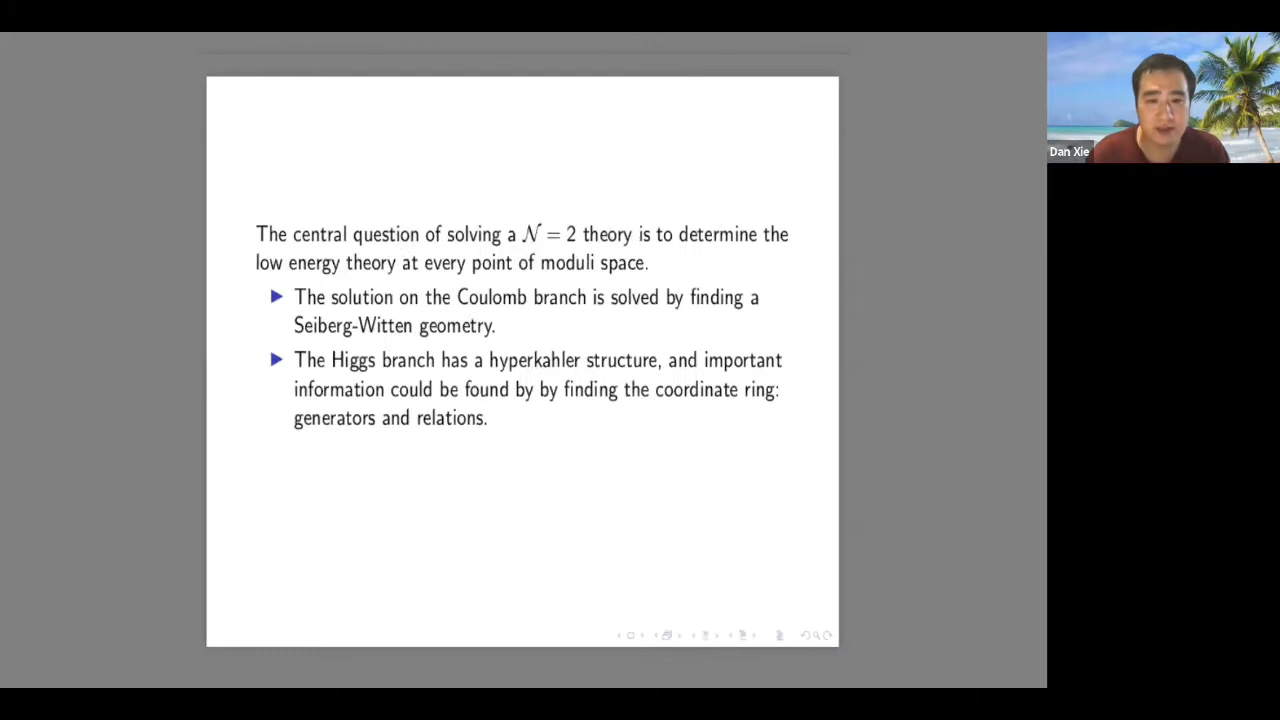 The central question of solving a 𝒩 = 2 theory is to determine the
low energy theory at every point of moduli space.
▶ The solution on the Coulomb branch is solved by finding a
Seiberg-Witten geometry.
▶ The Higgs branch has a hyperkahler structure, and important
information could be found by by finding the coordinate ring:
generators and relations.
Dan Xie